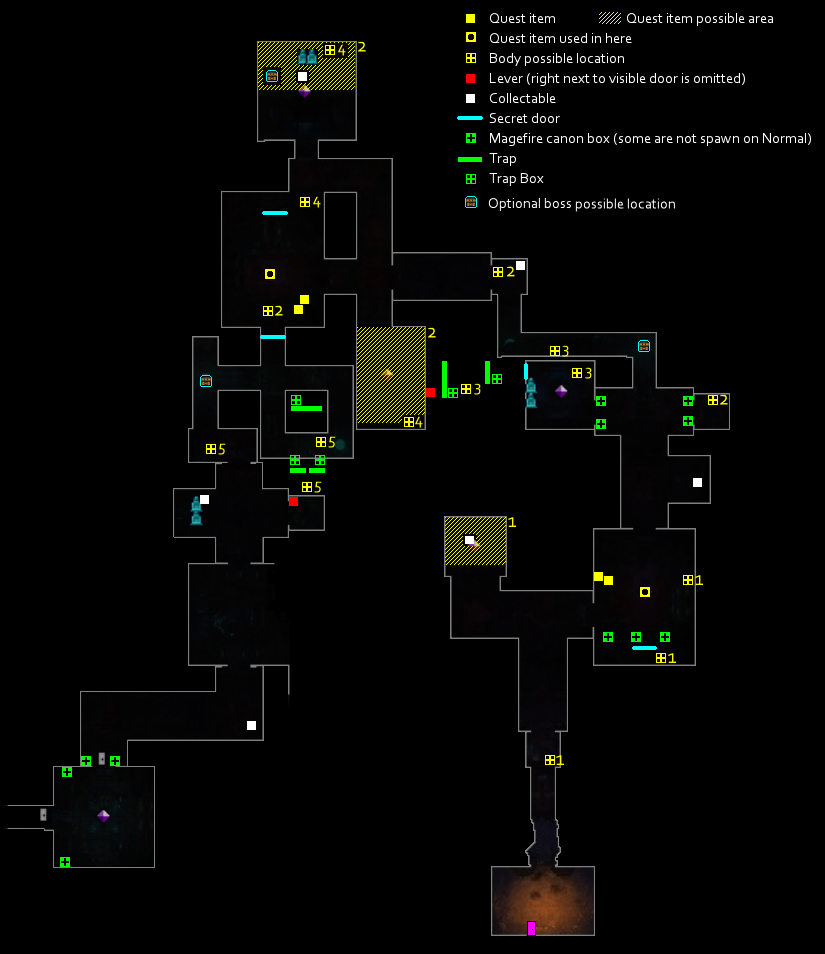 Quest item
Quest item possible area
Quest item used in here
Body possible location
Lever (right next to visible door is omitted)
Collectable
Secret door
Magefire canon box (some are not spawn on Normal)
Trap
Trap Box
Optional boss possible location
4
2
4
2
2
2
3
3
3
2
4
5
5
5
1
1
1
1